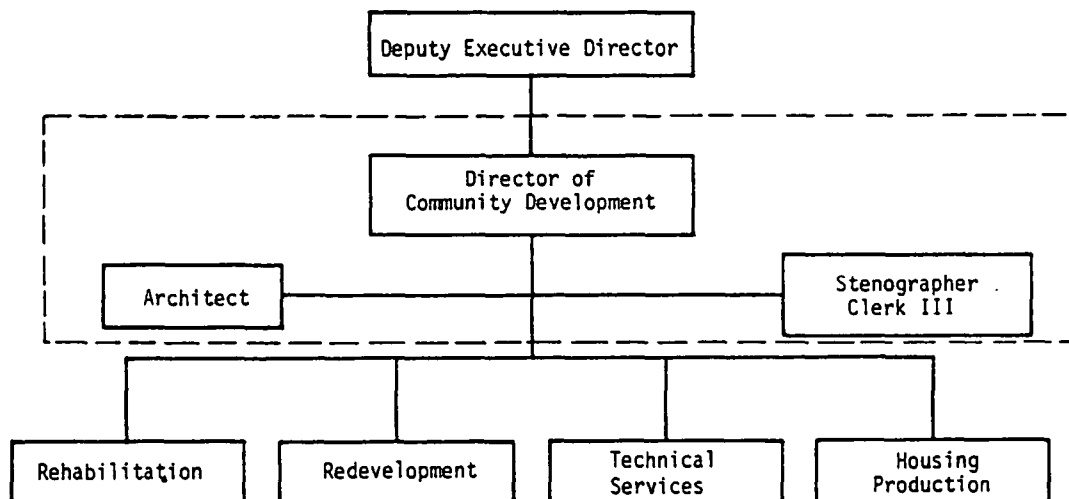 Deputy Executive Director
Director of
Community Development
Architect
Stenographer
Clerk III
Rehabilitation
Redevelopment
Technical
Services
Housing
Production